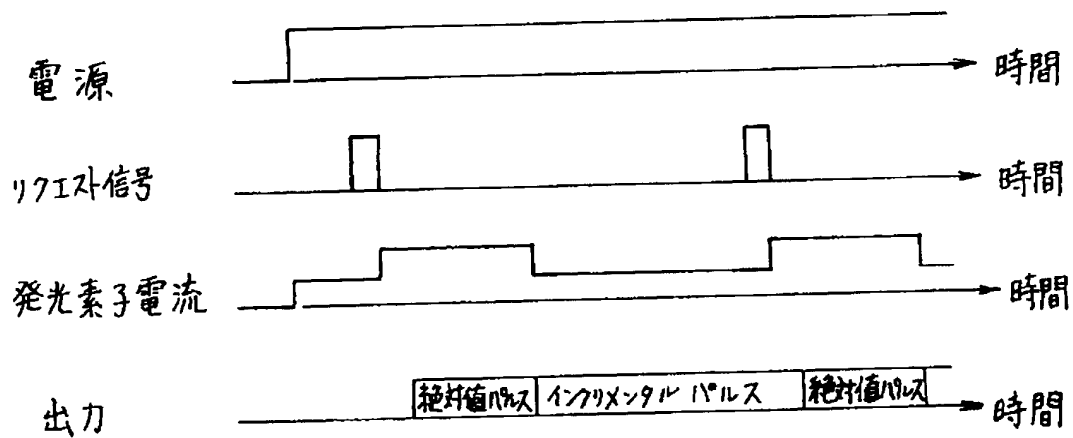 電源
時間
リクエスト信号
時間
発光素子電流
時間
絶対値パルス
インクリメンタルパルス
絶対値パルス
出力
時間